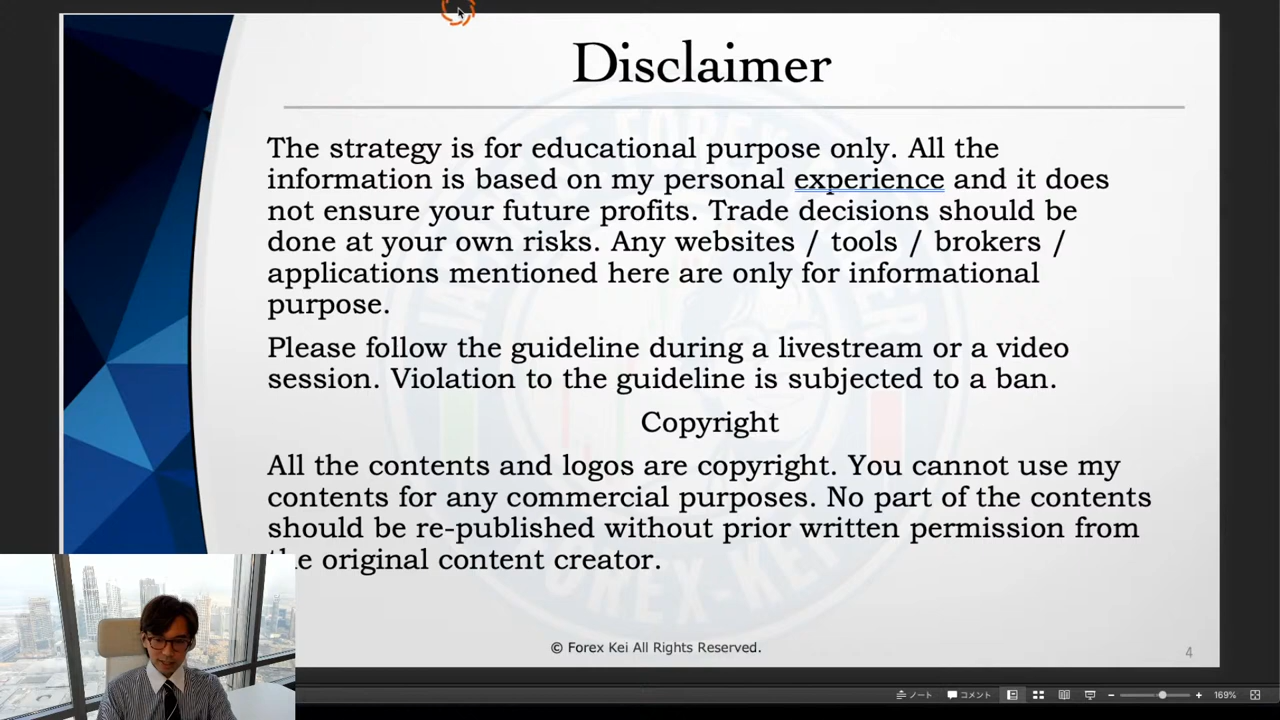 Disclaimer
The strategy is for educational purpose only. All the
information is based on my personal experience and it does
not ensure your future profits. Trade decisions should be
done at your own risks. Any websites / tools / brokers /
applications mentioned here are only for informational
purpose.
Please follow the guideline during a livestream or a video
session. Violation to the guideline is subjected to a ban.
Copyright
All the contents and logos are copyright. You cannot use my
contents for any commercial purposes. No part of the contents
should be re-published without prior written permission from
the original content creator.
© Forex Kei All Rights Reserved.
4
ノート コメント 169%